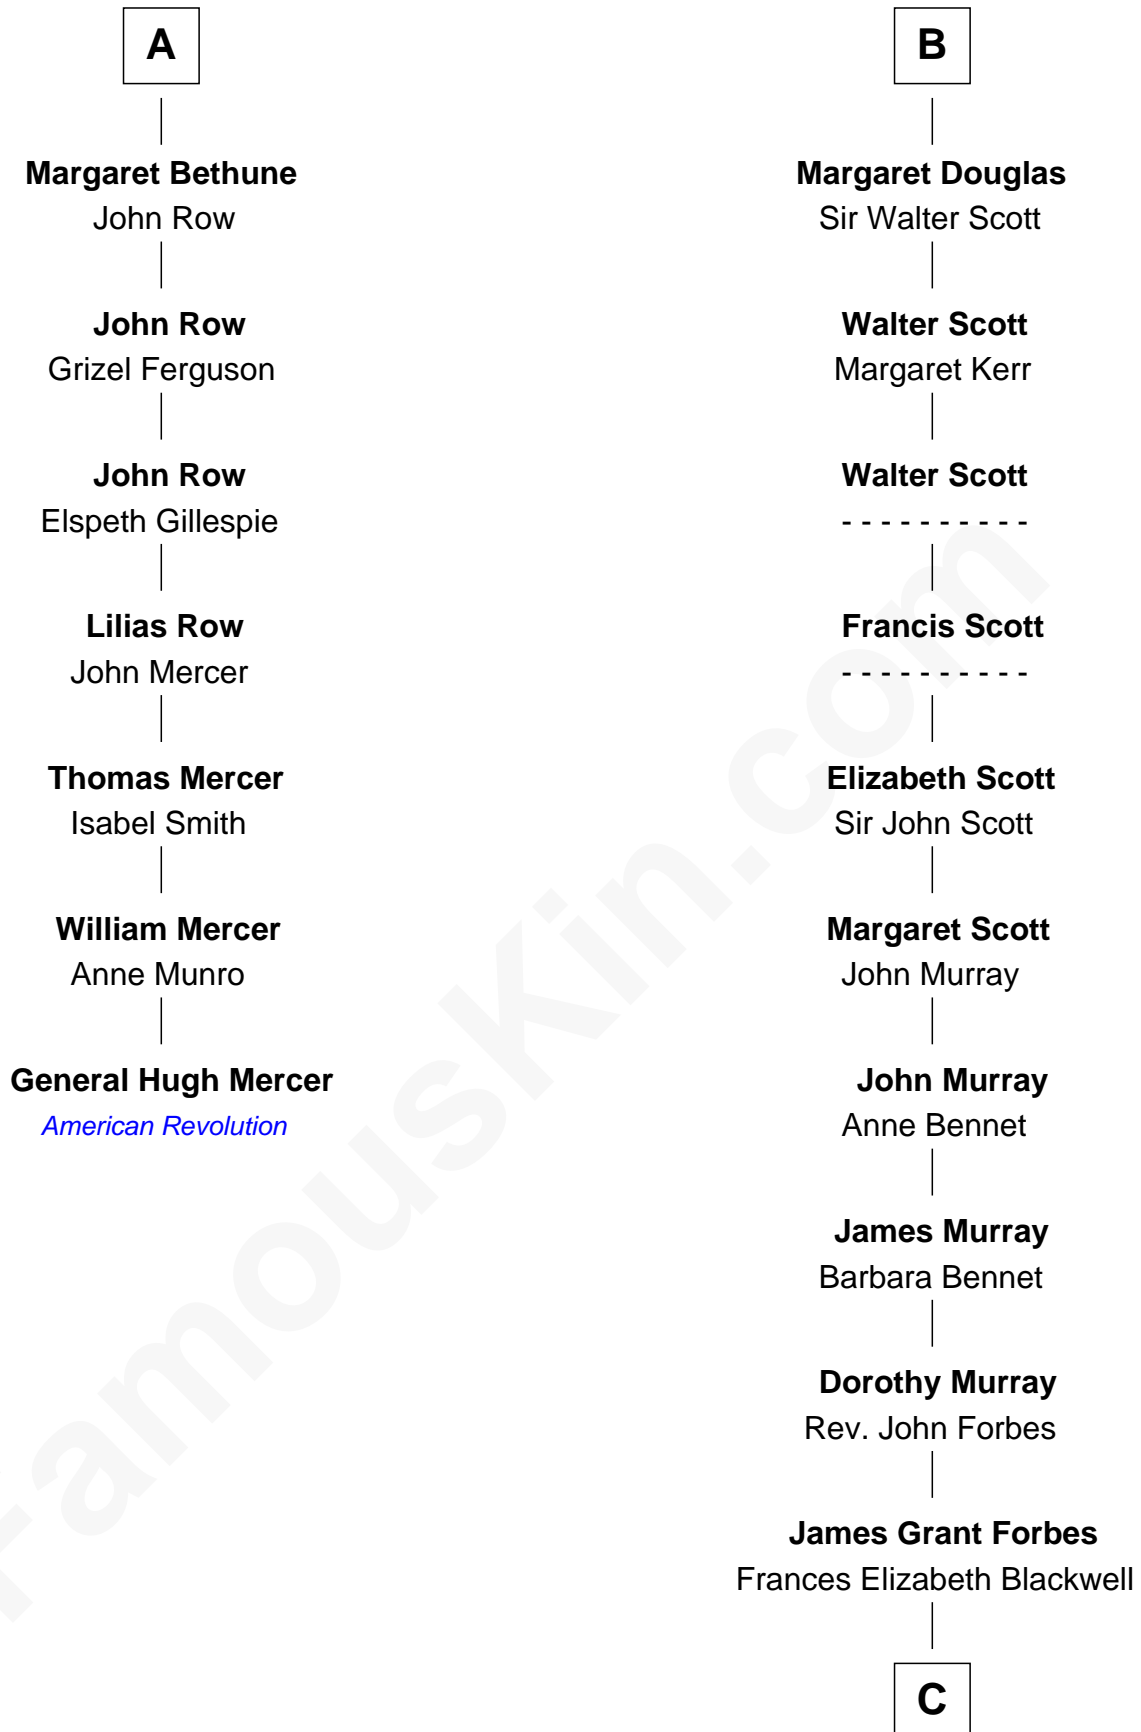 A
Margaret Bethune
John Row
John Row
Grizel Ferguson
John Row
Elspeth Gillespie
Lilias Row
John Mercer
Thomas Mercer
Isabel Smith
William Mercer
Anne Munro
General Hugh Mercer
American Revolution
B
Margaret Douglas
Sir Walter Scott
Walter Scott
Margaret Kerr
Walter Scott
- - - - - - - - - -
Francis Scott
- - - - - - - - - -
Elizabeth Scott
Sir John Scott
Margaret Scott
John Murray
John Murray
Anne Bennet
James Murray
Barbara Bennet
Dorothy Murray
Rev. John Forbes
James Grant Forbes
Frances Elizabeth Blackwell
C
FamousKin.com